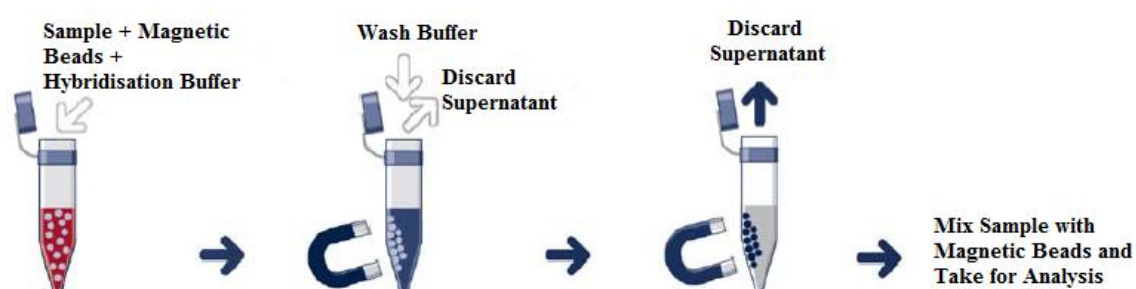 Sample + Magnetic
Beads +
Hybridisation Buffer
Wash Buffer
Discard
Supernatant
Discard
Supernatant
Mix Sample with
Magnetic Beads and
Take for Analysis